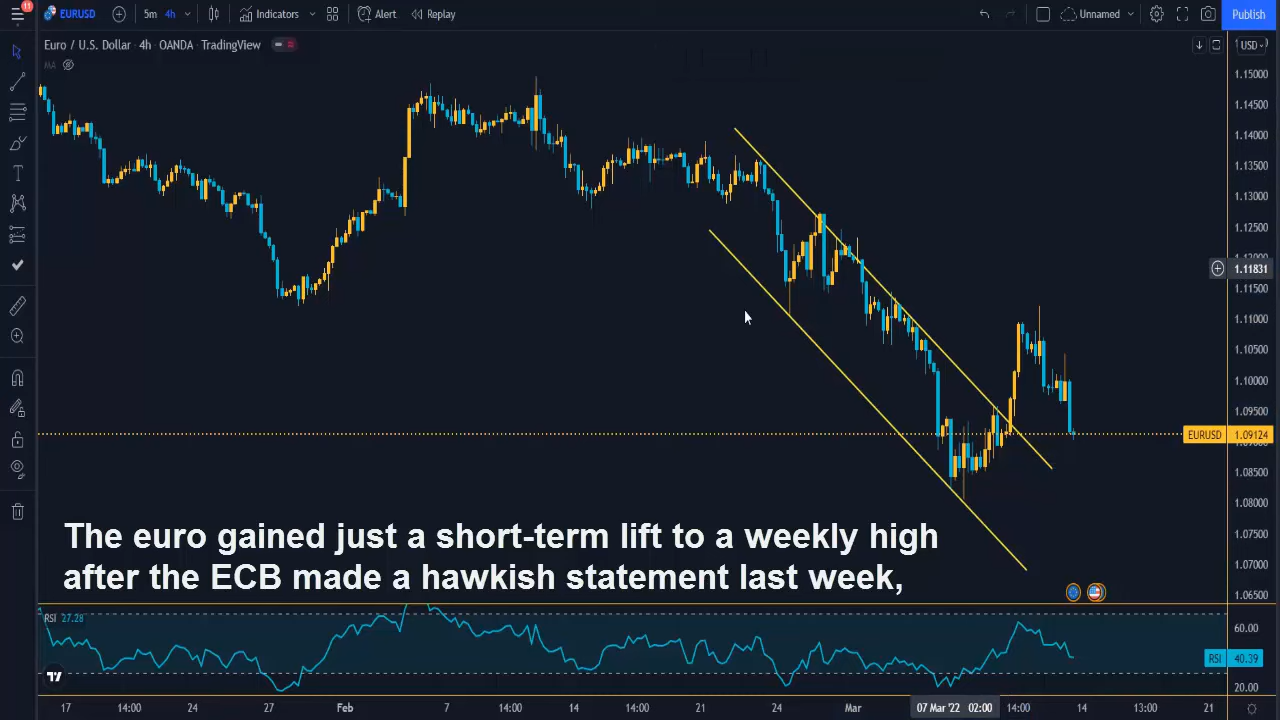 11
EURUSD
5m
4h
Indicators
Alert
Replay
Unnamed
Publish
Euro / U.S. Dollar · 4h · OANDA · TradingView
MA
USD
1.15000
1.14500
1.14000
1.13500
1.13000
1.12500
1.12000
1.11831
1.11500
1.11000
1.10500
1.10000
1.09500
EURUSD 1.09124
1.08500
1.08000
1.07500
1.07000
1.06500
The euro gained just a short-term lift to a weekly high
after the ECB made a hawkish statement last week,
RSI 27.28
60.00
RSI 40.39
20.00
17 14:00 24 27 Feb 7 14:00 14 14:00 21 24 Mar 07 Mar '22 02:00 14:00 14 13:00 21